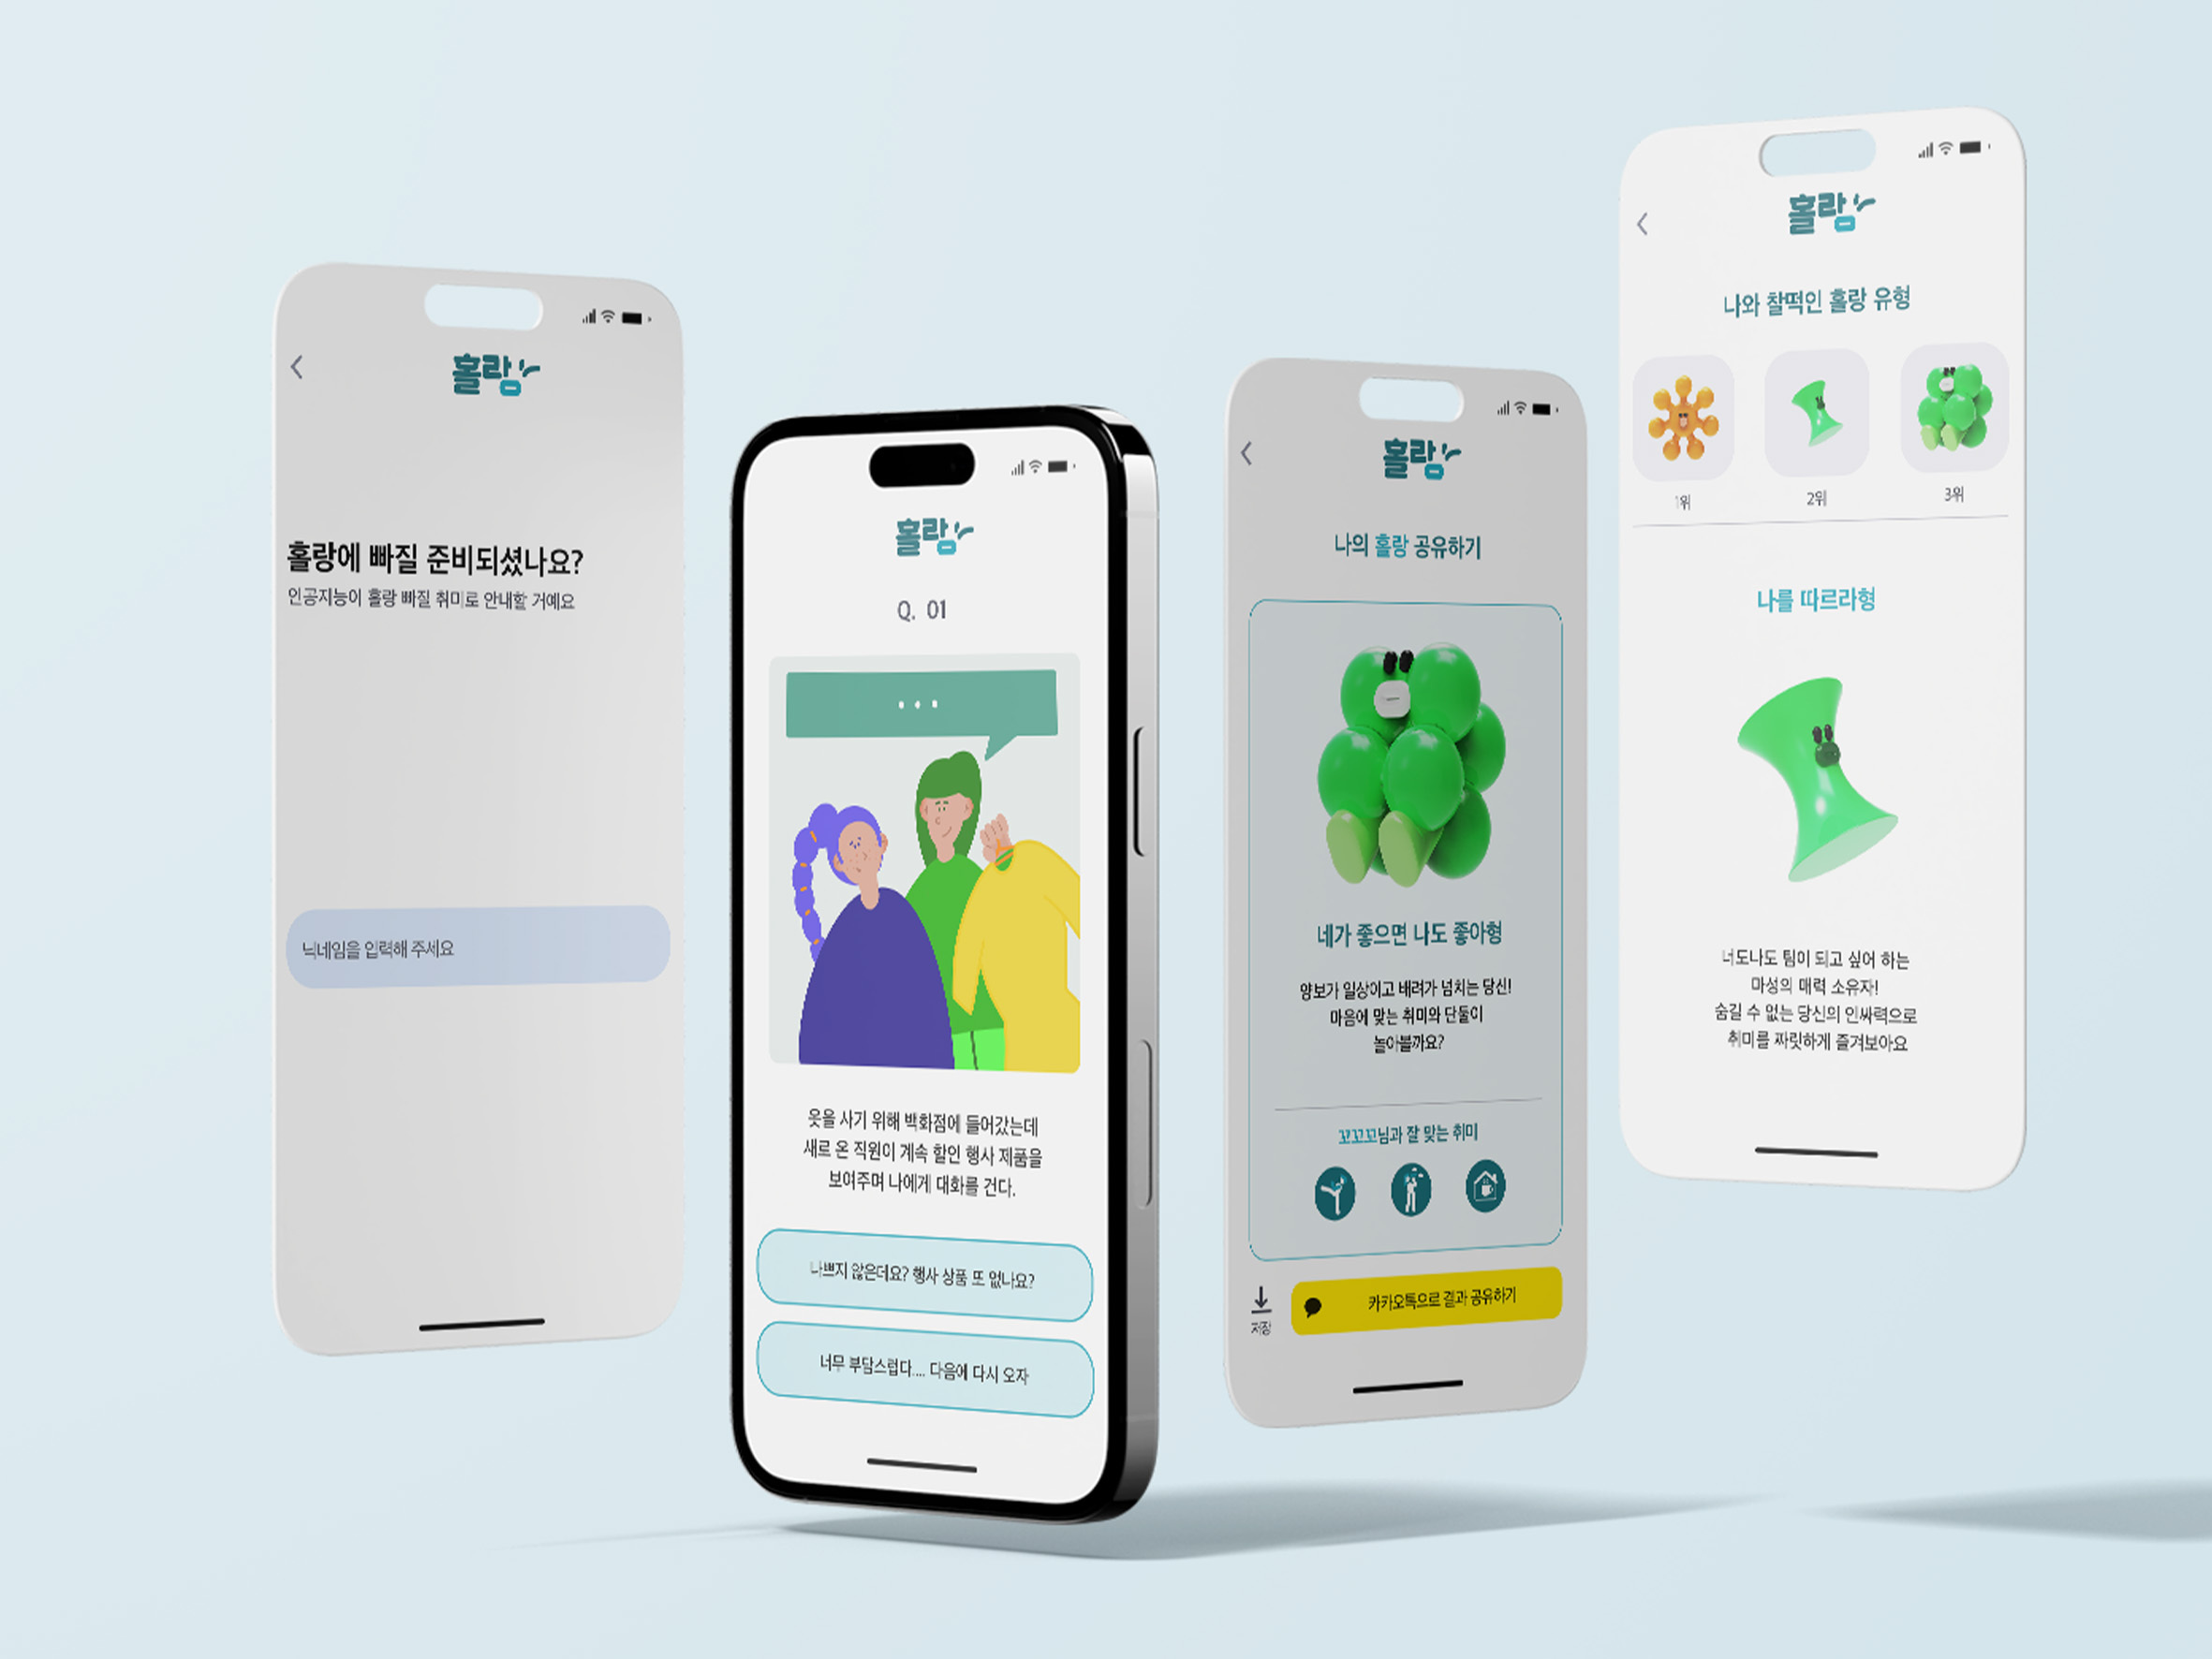 홀랑
홀랑에 빠질 준비되셨나요?
인공지능이 홀랑 빠질 취미로 안내할 거예요
닉네임을 입력해 주세요
홀랑
Q. 01
옷을 사기 위해 백화점에 들어갔는데
새로 온 직원이 계속 할인 행사 제품을
보여주며 나에게 대화를 건다.
나쁘지 않은데요? 행사 상품 또 없나요?
너무 부담스럽다.... 다음에 다시 오자
홀랑
나의 홀랑 공유하기
네가 좋으면 나도 좋아형
양보가 일상이고 배려가 넘치는 당신!
마음에 맞는 취미와 단둘이
놀아볼까요?
꼬꼬꼬님과 잘 맞는 취미
저장
카카오톡으로 결과 공유하기
홀랑
나와 찰떡인 홀랑 유형
1위
2위
3위
나를 따르라형
너도나도 팀이 되고 싶어 하는
마성의 매력 소유자!
숨길 수 없는 당신의 인싸력으로
취미를 짜릿하게 즐겨보아요